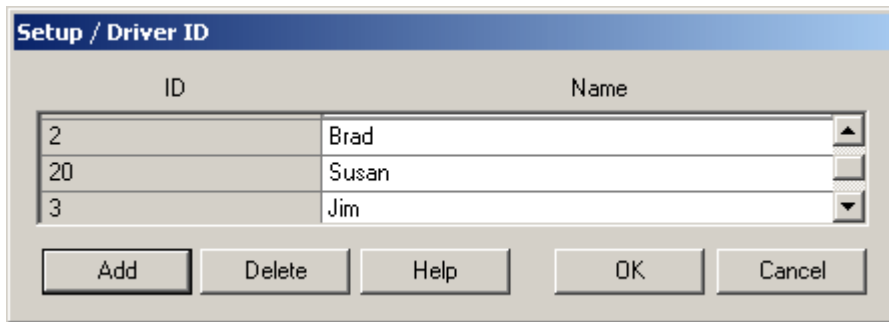 Setup / Driver ID
ID Name
2 Brad
20 Susan
3 Jim
Add Delete Help OK Cancel